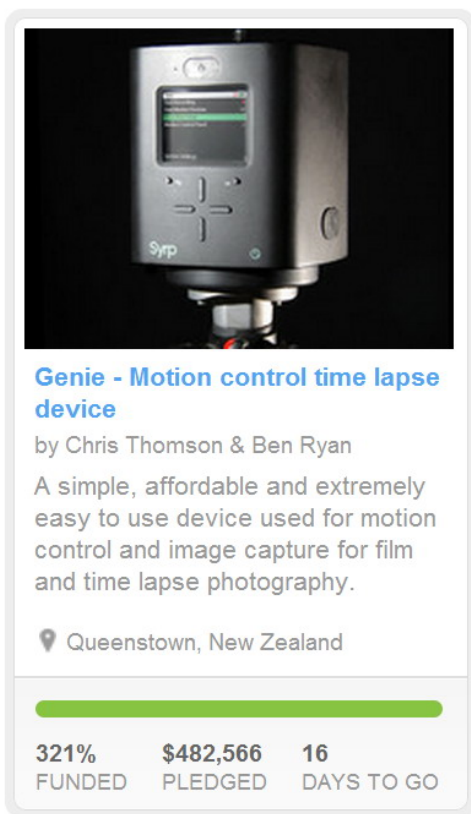 Syrp
Genie - Motion control time lapse
device
by Chris Thomson & Ben Ryan
A simple, affordable and extremely
easy to use device used for motion
control and image capture for film
and time lapse photography.
Queenstown, New Zealand
321% $482,566 16
FUNDED PLEDGED DAYS TO GO